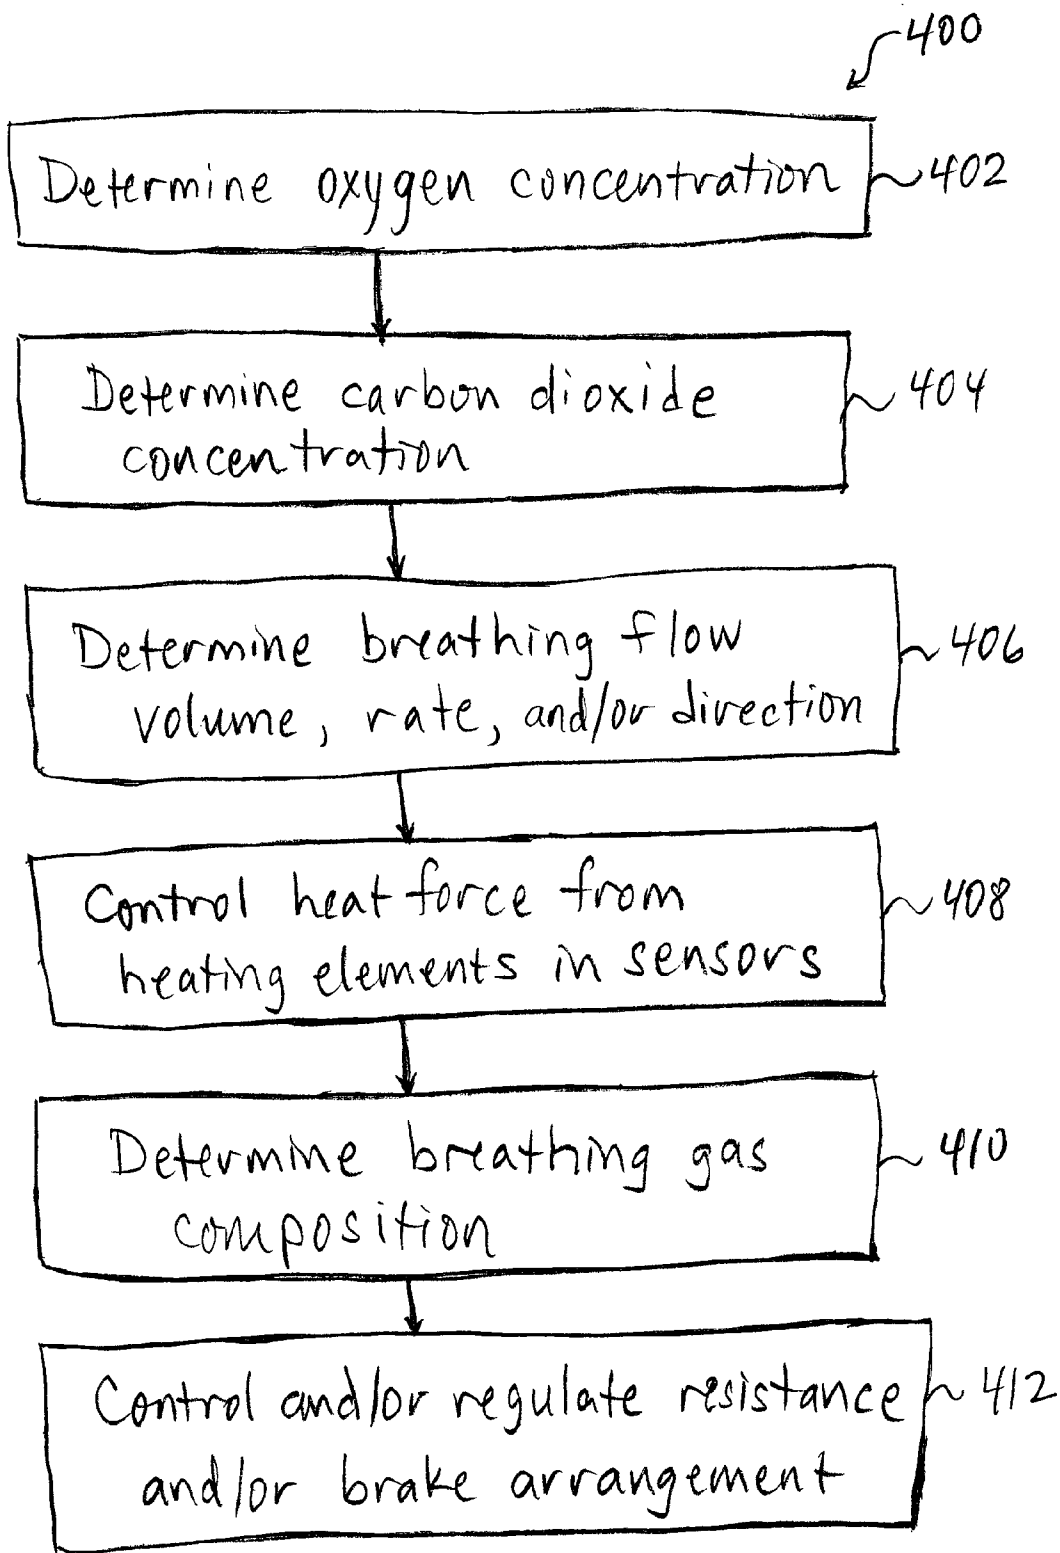 400
Determine oxygen concentration
402
Determine carbon dioxide
concentration
404
Determine breathing flow
volume, rate, and/or direction
406
Control heat force from
heating elements in sensors
408
Determine breathing gas
composition
410
Control and/or regulate resistance
and/or brake arrangement
412